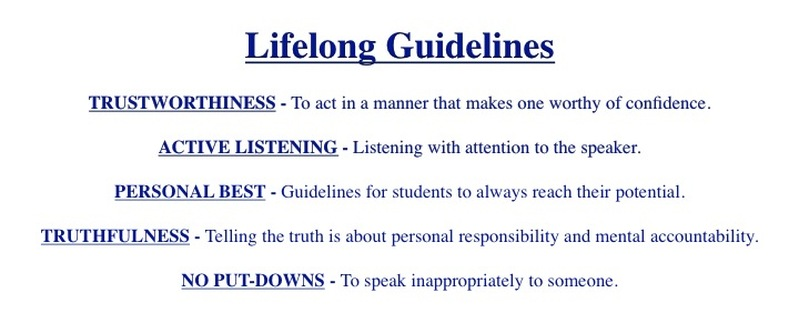 Lifelong Guidelines
TRUSTWORTHINESS - To act in a manner that makes one worthy of confidence.
ACTIVE LISTENING - Listening with attention to the speaker.
PERSONAL BEST - Guidelines for students to always reach their potential.
TRUTHFULNESS - Telling the truth is about personal responsibility and mental accountability.
NO PUT-DOWNS - To speak inappropriately to someone.